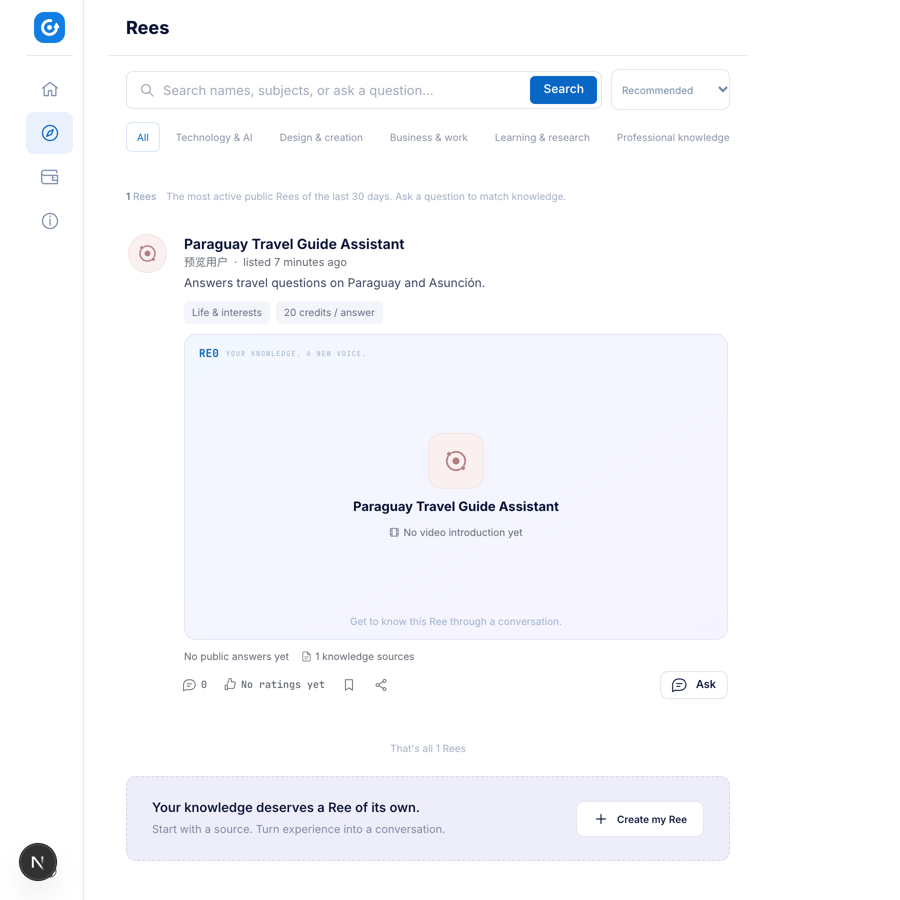 Rees
Search names, subjects, or ask a question...
Search
Recommended
All
Technology & AI
Design & creation
Business & work
Learning & research
Professional knowledge
1 Rees The most active public Rees of the last 30 days. Ask a question to match knowledge.
Paraguay Travel Guide Assistant
预览用户 · listed 7 minutes ago
Answers travel questions on Paraguay and Asunción.
Life & interests
20 credits / answer
RE0 YOUR KNOWLEDGE. A NEW VOICE.
Paraguay Travel Guide Assistant
No video introduction yet
Get to know this Ree through a conversation.
No public answers yet 1 knowledge sources
0 No ratings yet
Ask
That's all 1 Rees
Your knowledge deserves a Ree of its own.
Start with a source. Turn experience into a conversation.
Create my Ree
N